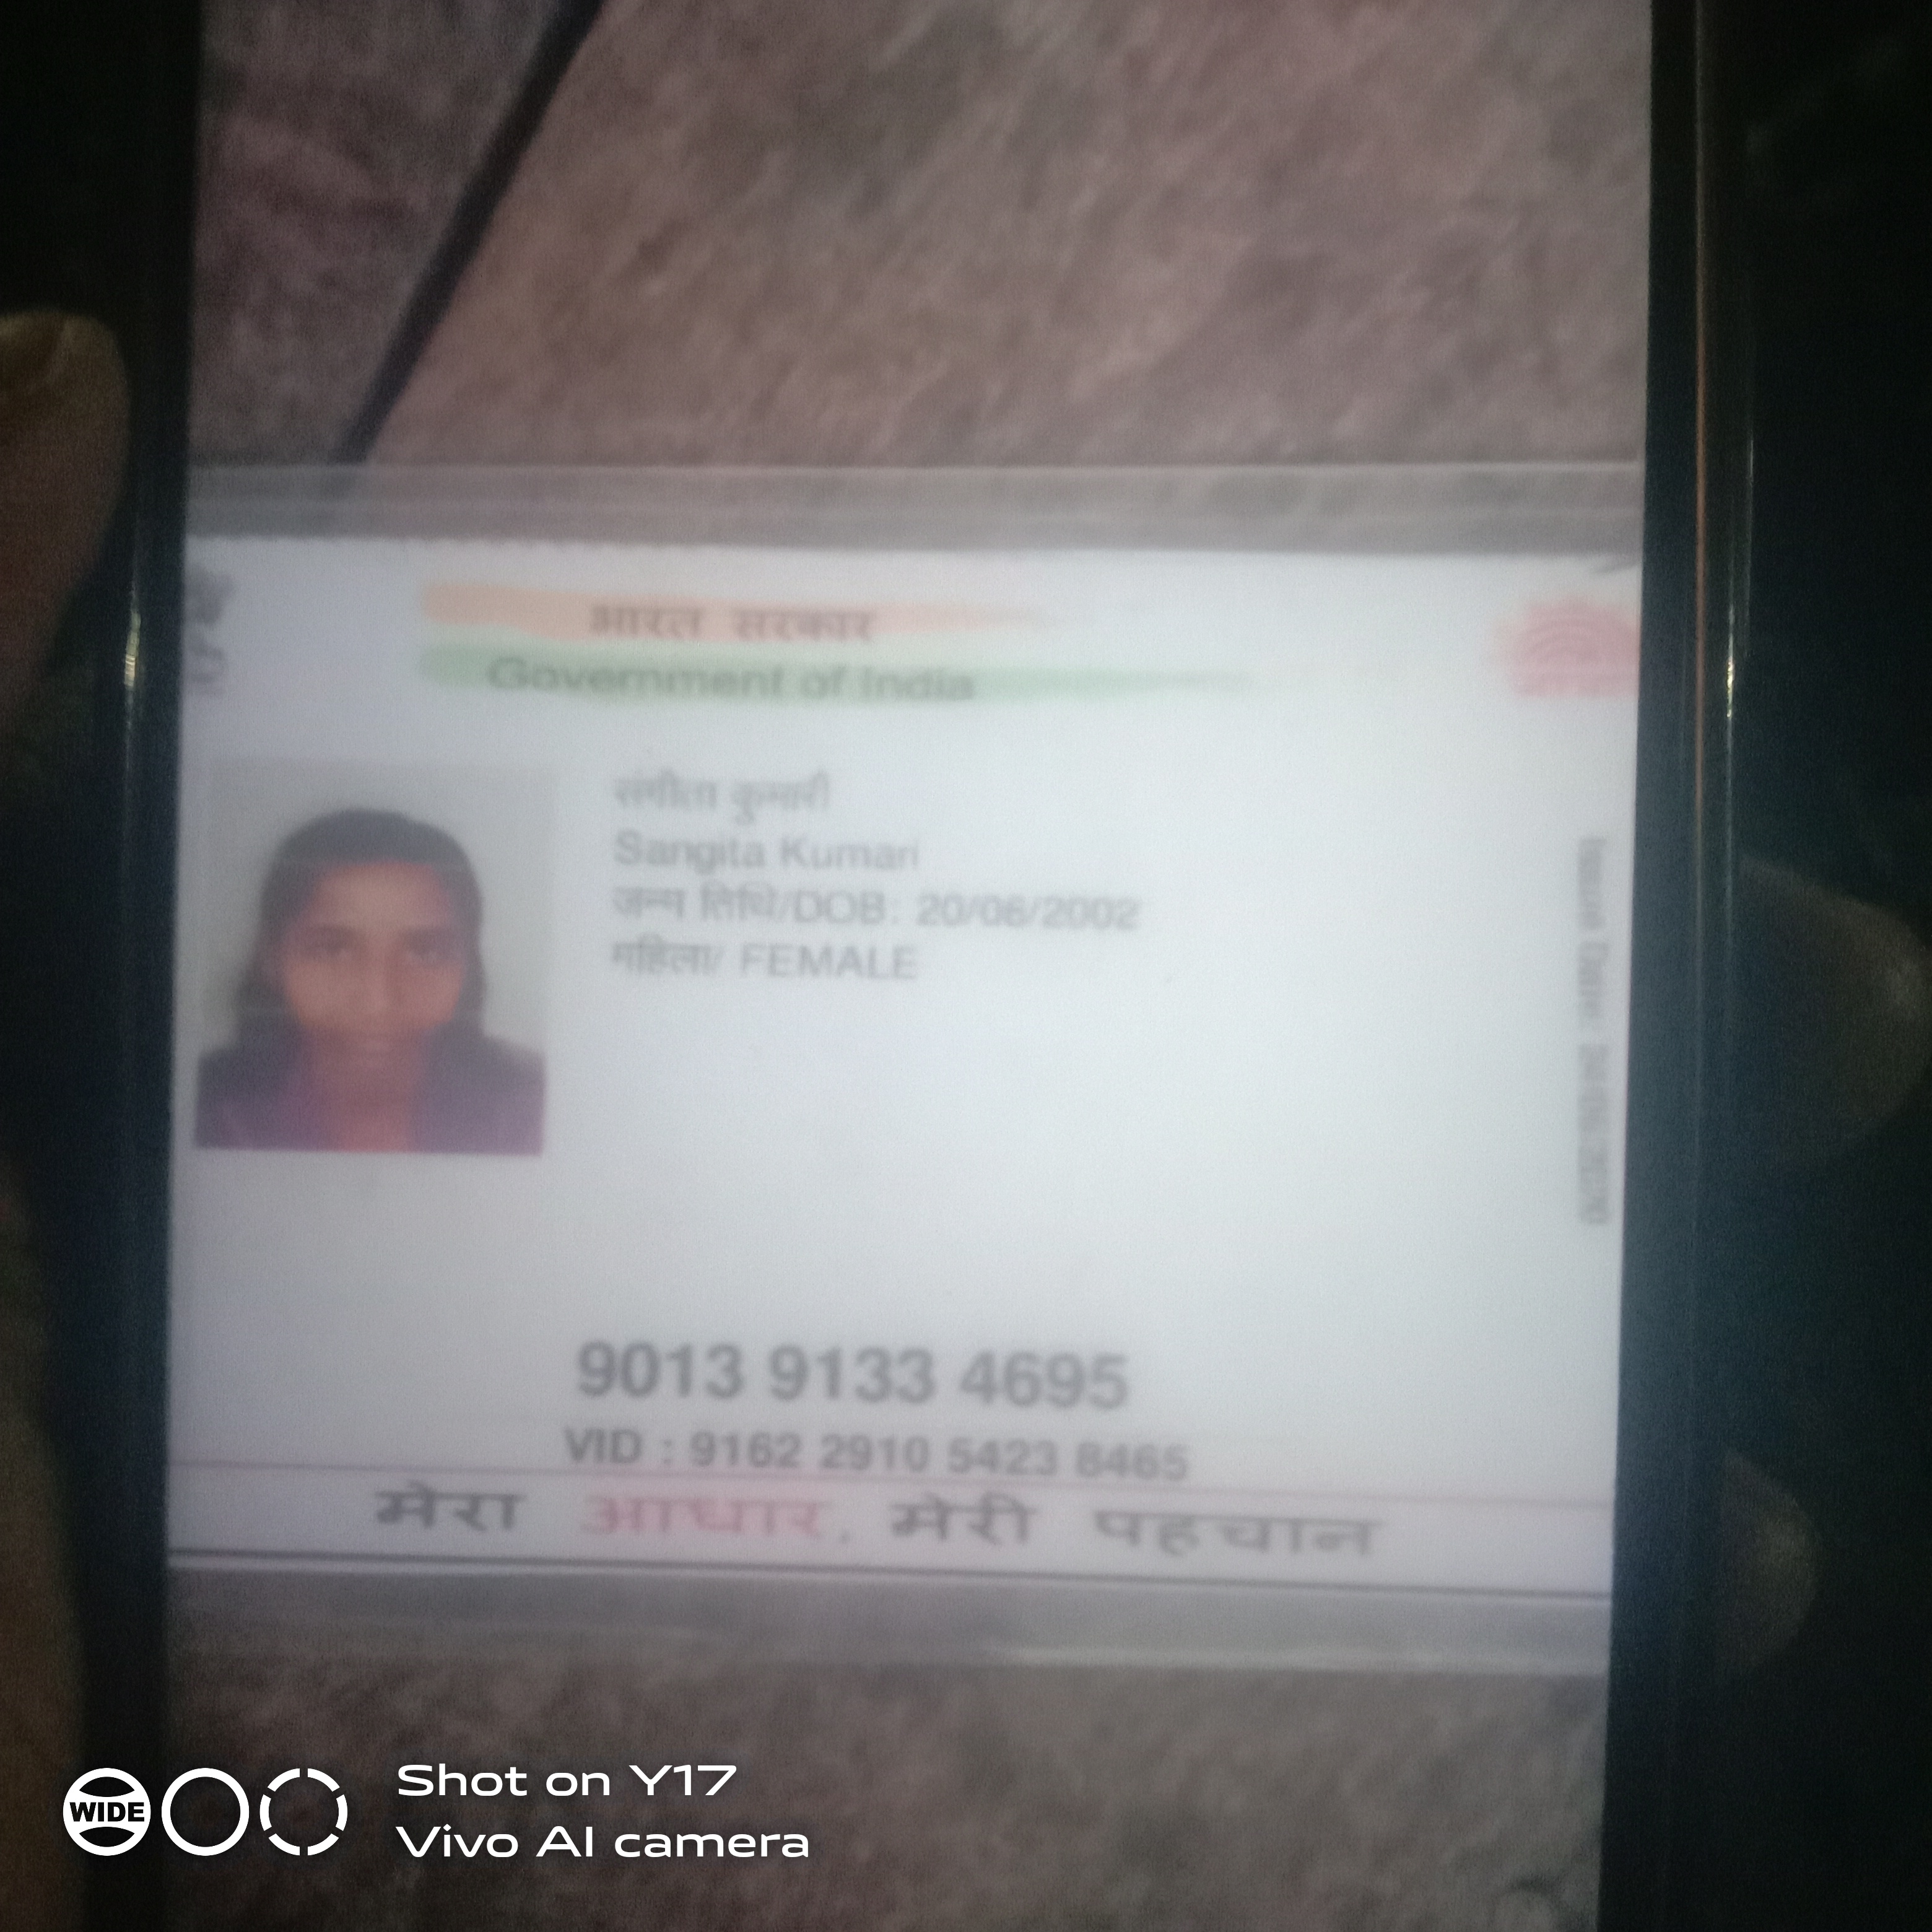 भारत सरकार
Government of India
संगीता कुमारी
Sangita Kumari
जन्म तिथि/DOB: 20/06/2002
महिला/ FEMALE
Issue Date:
9013 9133 4695
VID : 9162 2910 5423 8465
मेरा आधार, मेरी पहचान
WIDE
Shot on Y17
Vivo AI camera